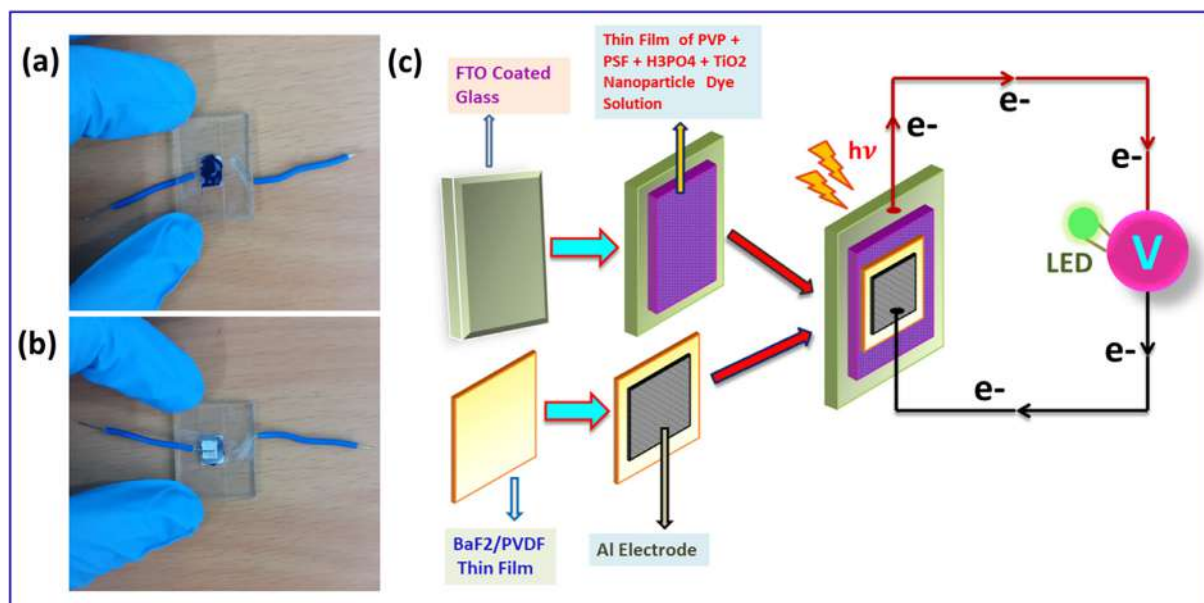 (a)
(b)
(c)
FTO Coated
Glass
Thin Film of PVP +
PSF + H3PO4 + TiO2
Nanoparticle Dye
Solution
hν
e-
e-
e-
LED
V
e-
e-
BaF2/PVDF
Thin Film
Al Electrode